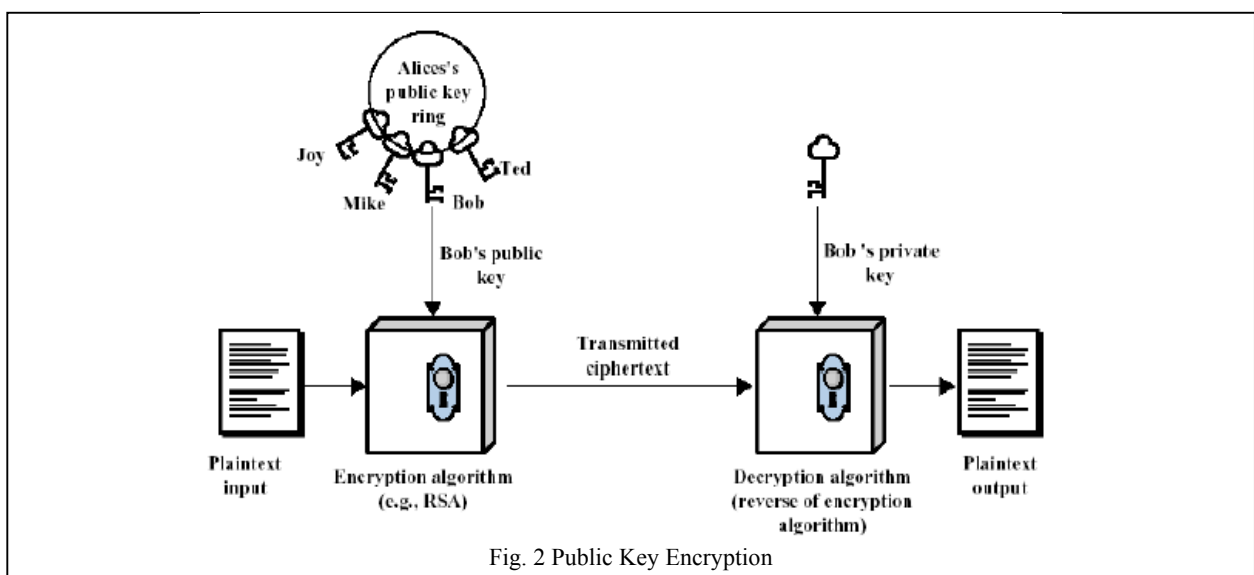 Alices's
public key
ring
Joy
Mike
Bob
Ted
Bob's public
key
Bob 's private
key
Transmitted
ciphertext
Plaintext
input
Encryption algorithm
(e.g., RSA)
Decryption algorithm
(reverse of encryption
algorithm)
Plaintext
output
Fig. 2 Public Key Encryption